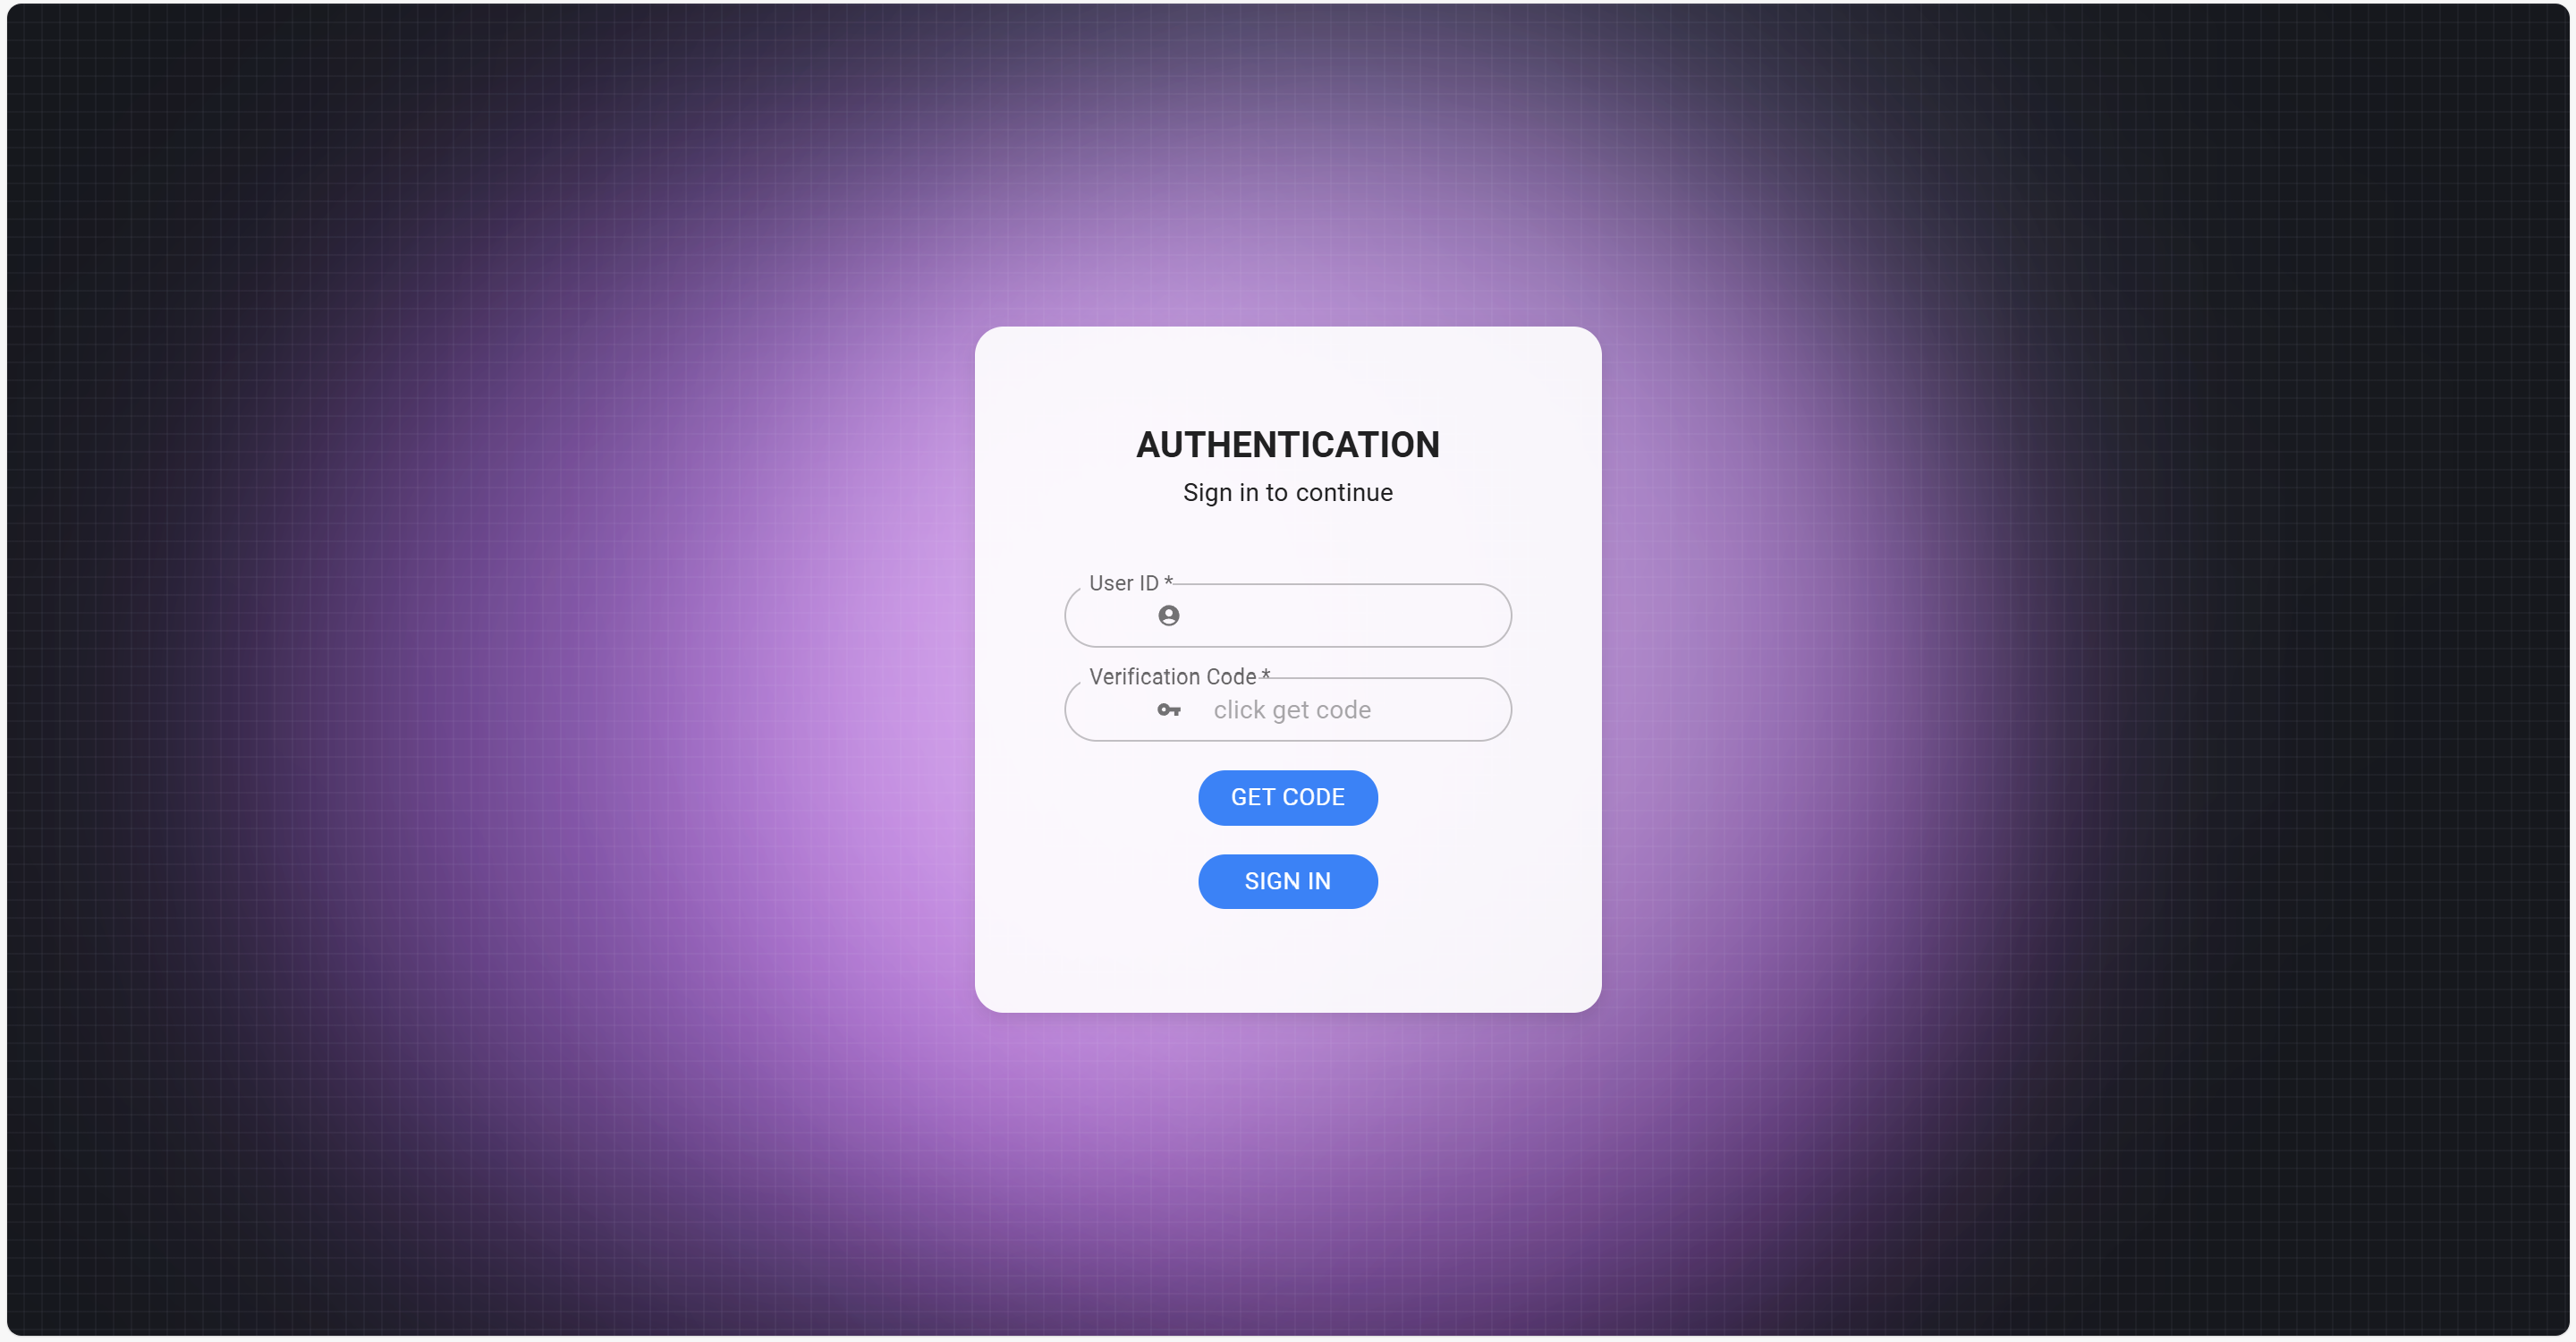 AUTHENTICATION
Sign in to continue
User ID *
Verification Code *
click get code
GET CODE
SIGN IN